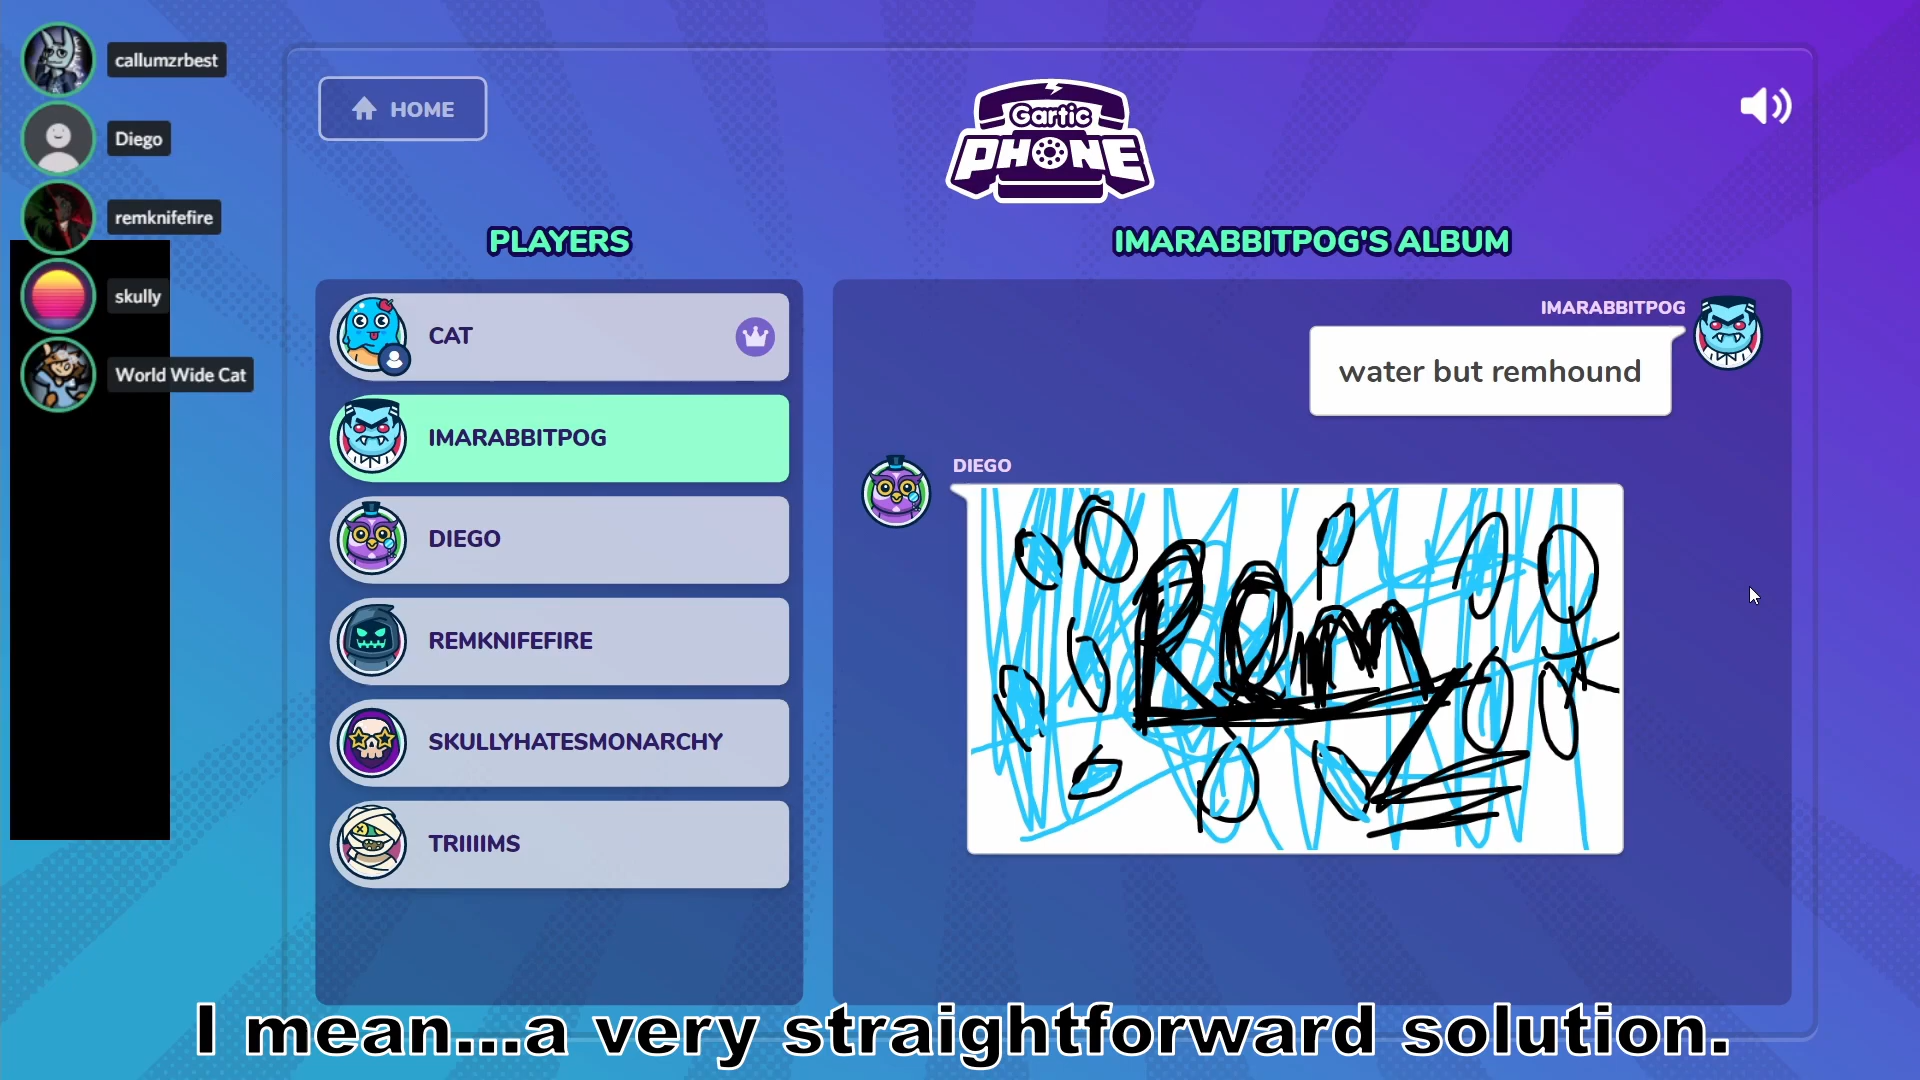 callumzrbest
Diego
remknifefire
skully
World Wide Cat
HOME
Gartic
PHONE
PLAYERS
CAT
IMARABBITPOG
DIEGO
REMKNIFEFIRE
SKULLYHATESMONARCHY
TRIIIIMS
IMARABBITPOG'S ALBUM
IMARABBITPOG
water but remhound
DIEGO
Rem
I mean...a very straightforward solution.